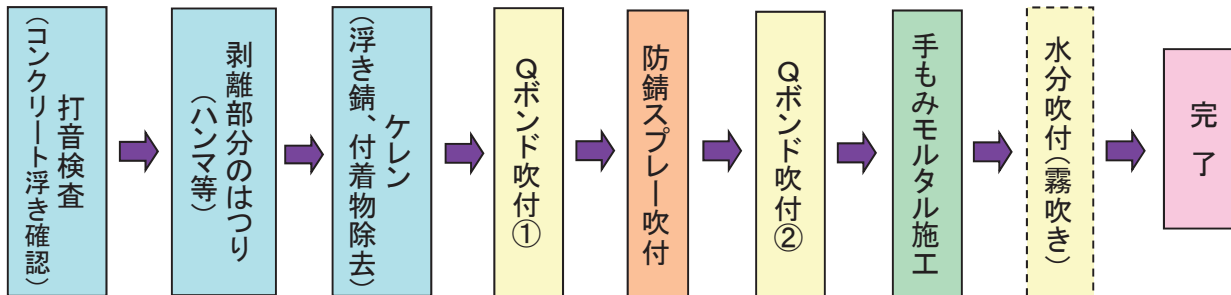 打音検査
(コンクリート浮き確認)
剥離部分のはつり
(ハンマ等)
ケレン
(浮き錆、付着物除去)
Qボンド吹付①
防錆スプレー吹付
Qボンド吹付②
手もみモルタル施工
水分吹付(霧吹き)
完了